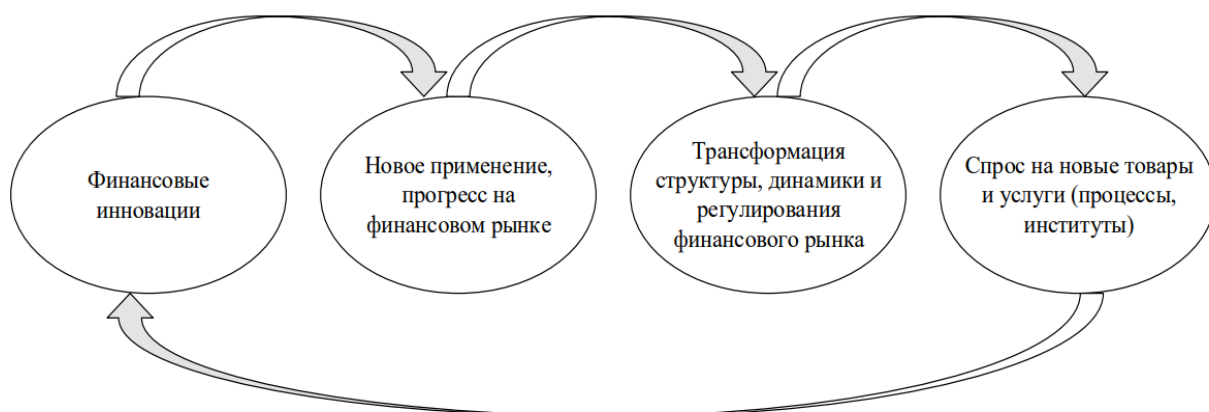 Финансовые
инновации
Новое применение,
прогресс на
финансовом рынке
Трансформация
структуры, динамики и
регулирования
финансового рынка
Спрос на новые товары
и услуги (процессы,
институты)